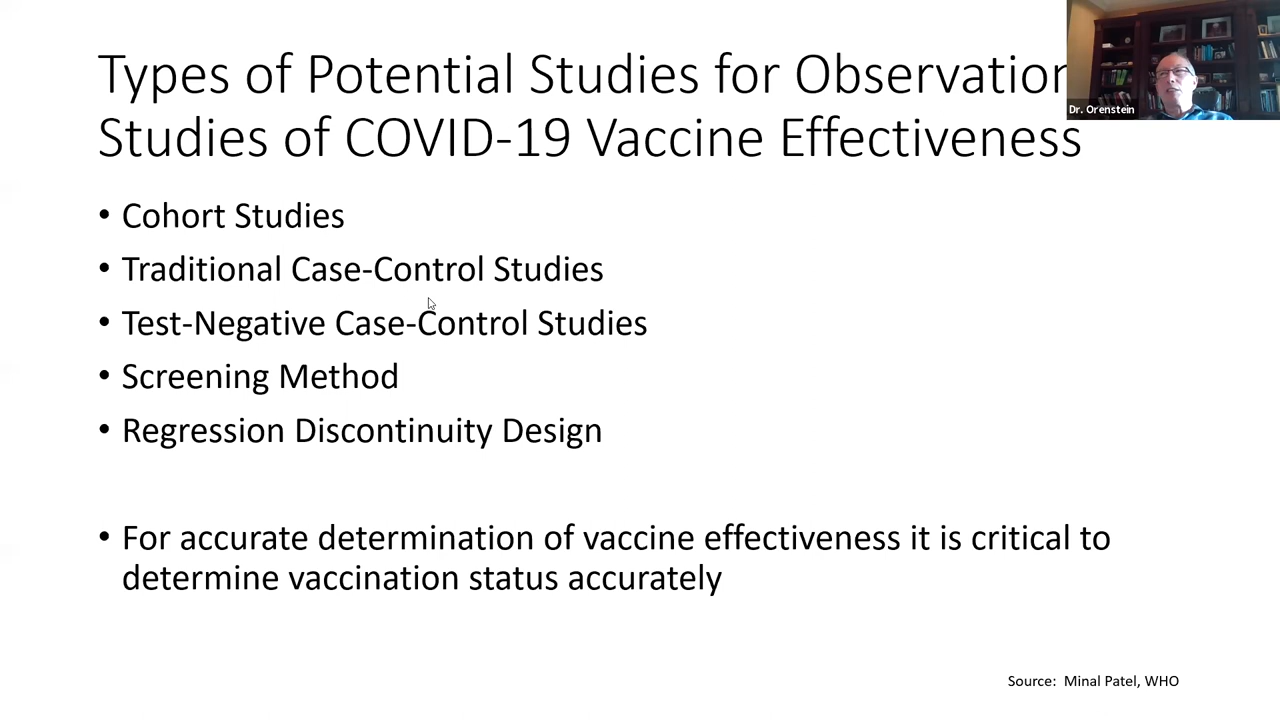 Types of Potential Studies for Observation
Studies of COVID-19 Vaccine Effectiveness
Dr. Orenstein
• Cohort Studies
• Traditional Case-Control Studies
• Test-Negative Case-Control Studies
• Screening Method
• Regression Discontinuity Design
• For accurate determination of vaccine effectiveness it is critical to
determine vaccination status accurately
Source: Minal Patel, WHO